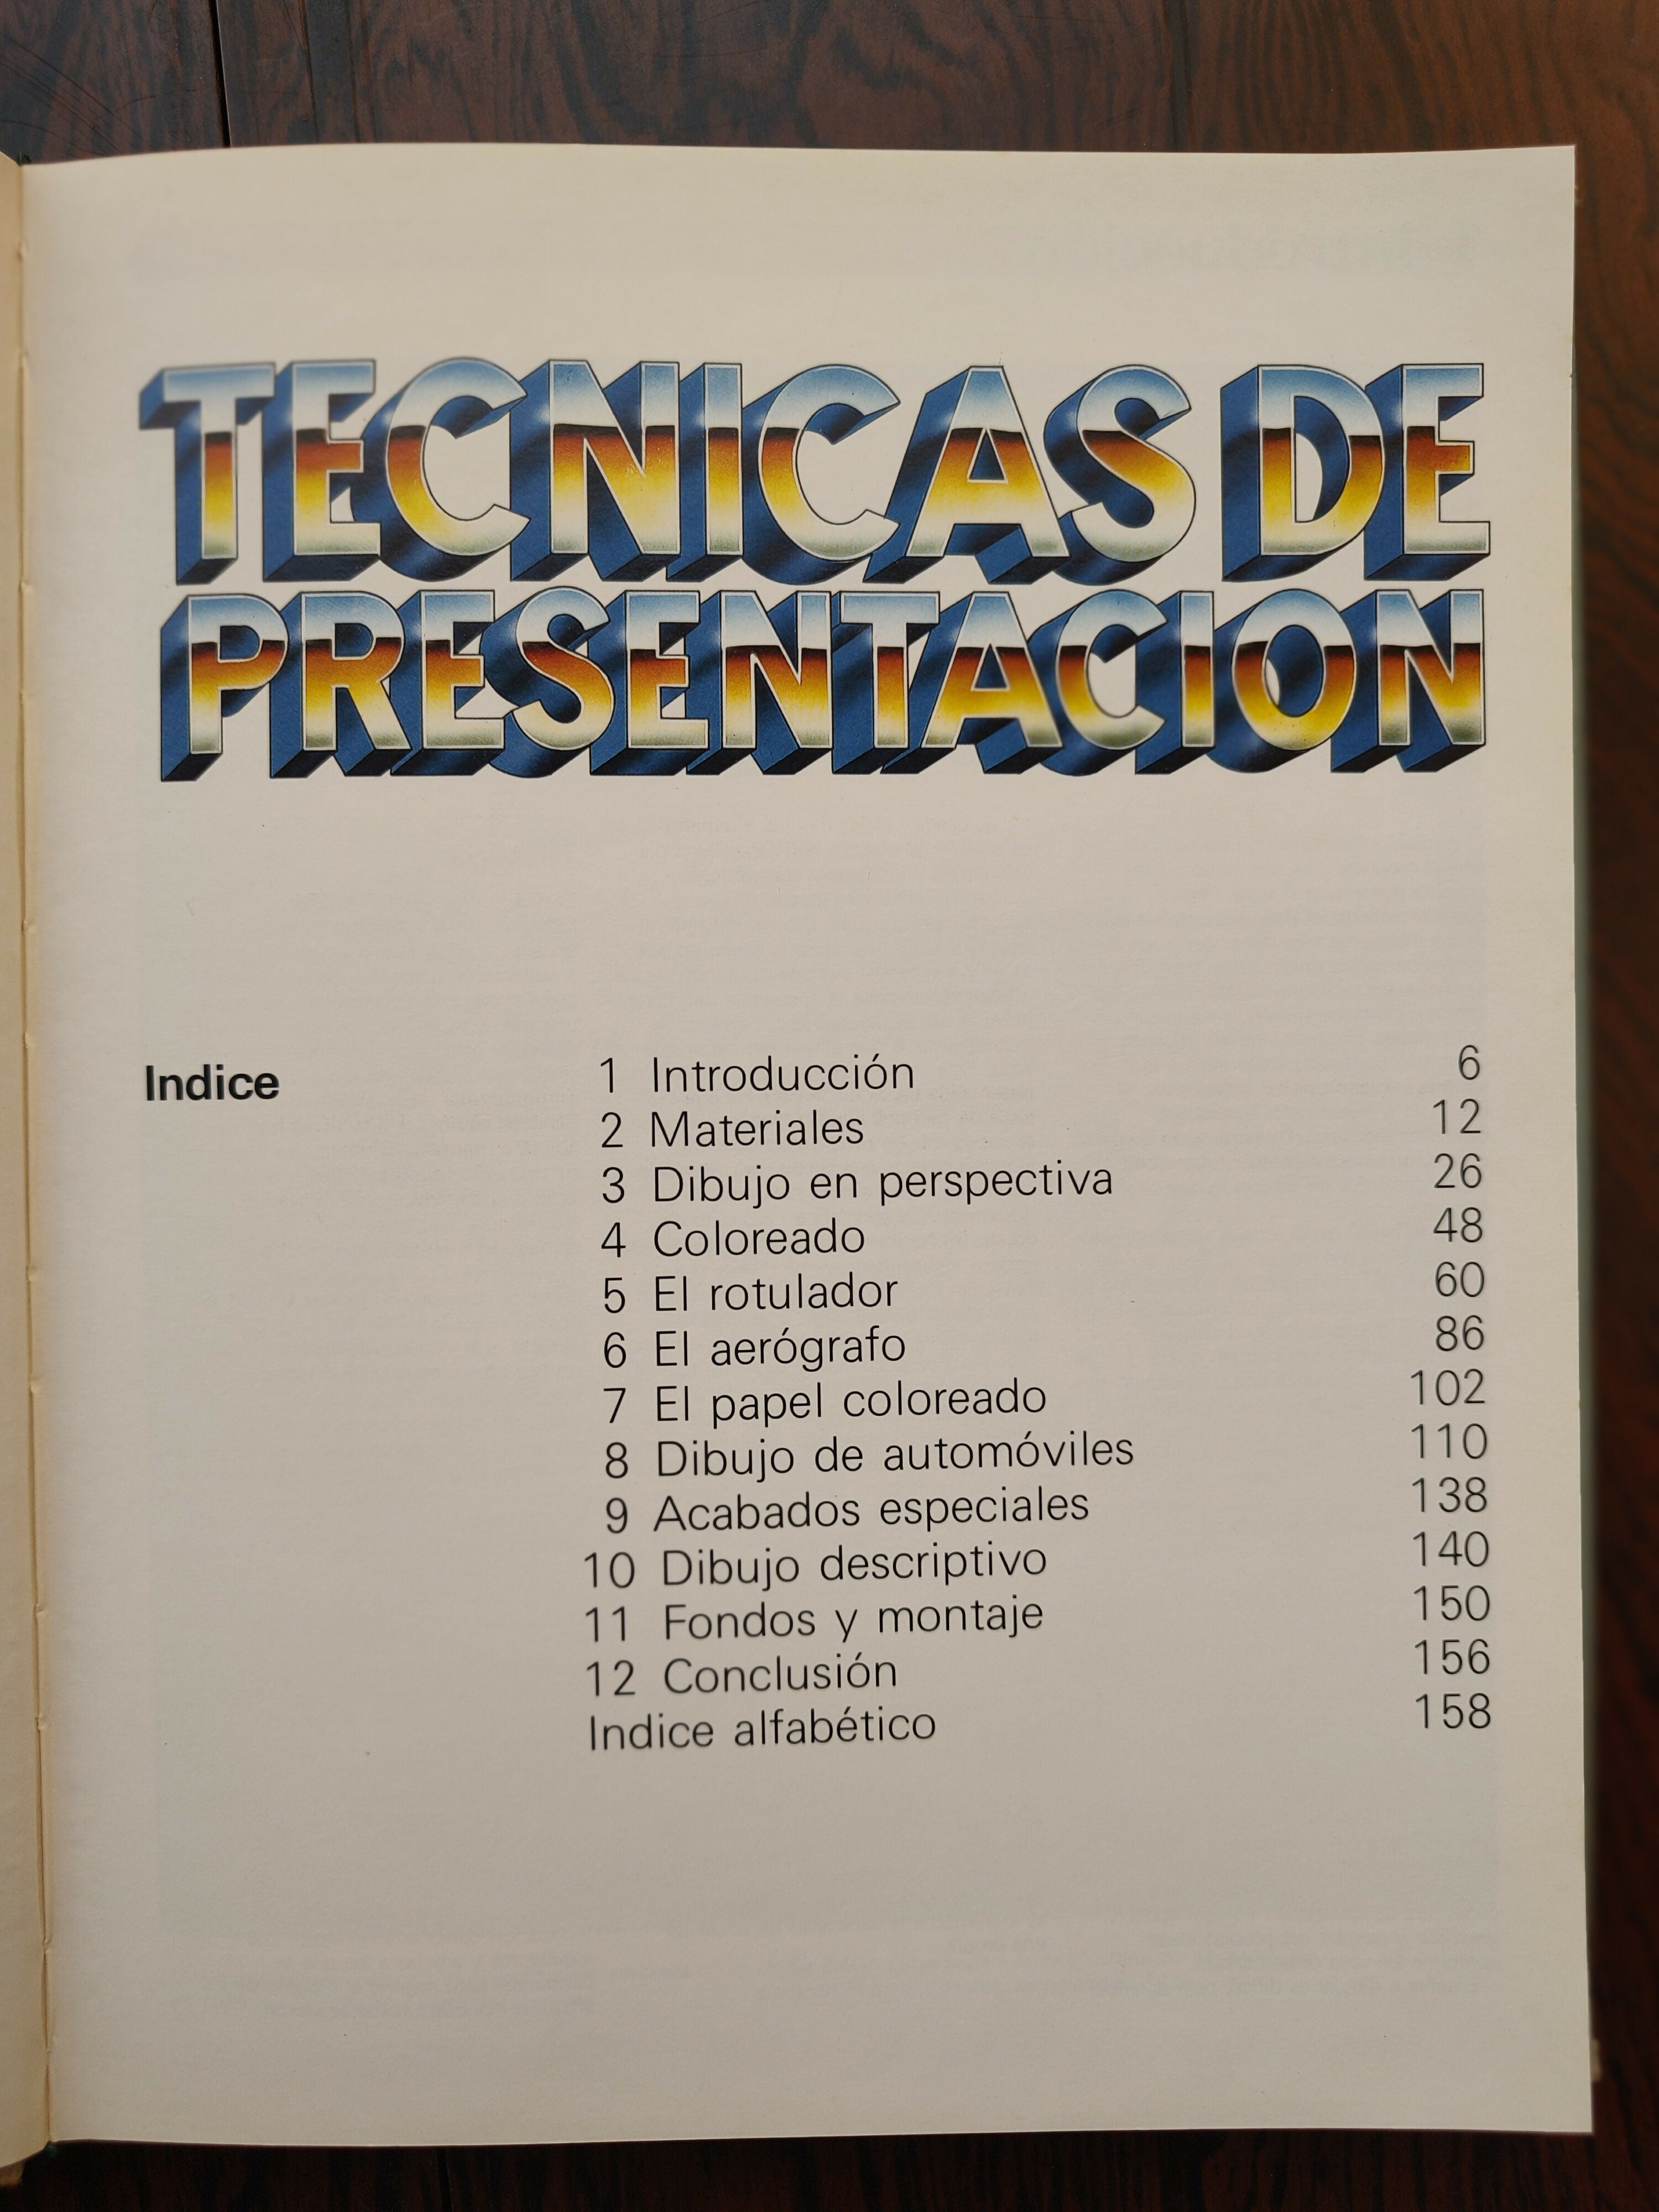 TECNICAS DE
PRESENTACION
Indice
1 Introducción 6
2 Materiales 12
3 Dibujo en perspectiva 26
4 Coloreado 48
5 El rotulador 60
6 El aerógrafo 86
7 El papel coloreado 102
8 Dibujo de automóviles 110
9 Acabados especiales 138
10 Dibujo descriptivo 140
11 Fondos y montaje 150
12 Conclusión 156
Indice alfabético 158